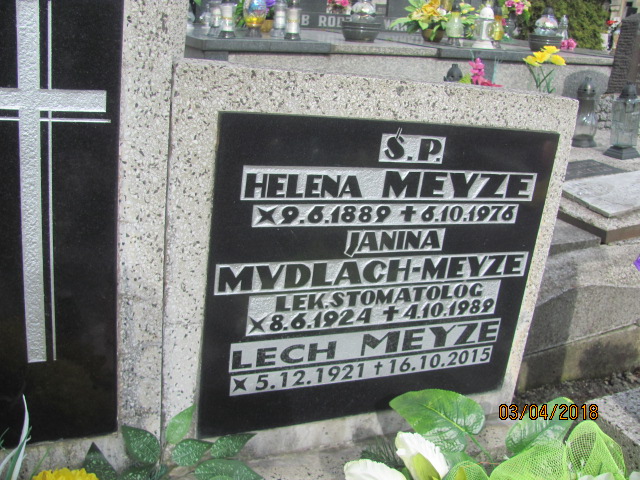 Ś.P.
HELENA MEYZE
×9.6.1889 +6.10.1976
JANINA
MYDLACH-MEYZE
LEK.STOMATOLOG
×8.6.1924 +4.10.1989
LECH MEYZE
×5.12.1921 +16.10.2015
03/04/2018